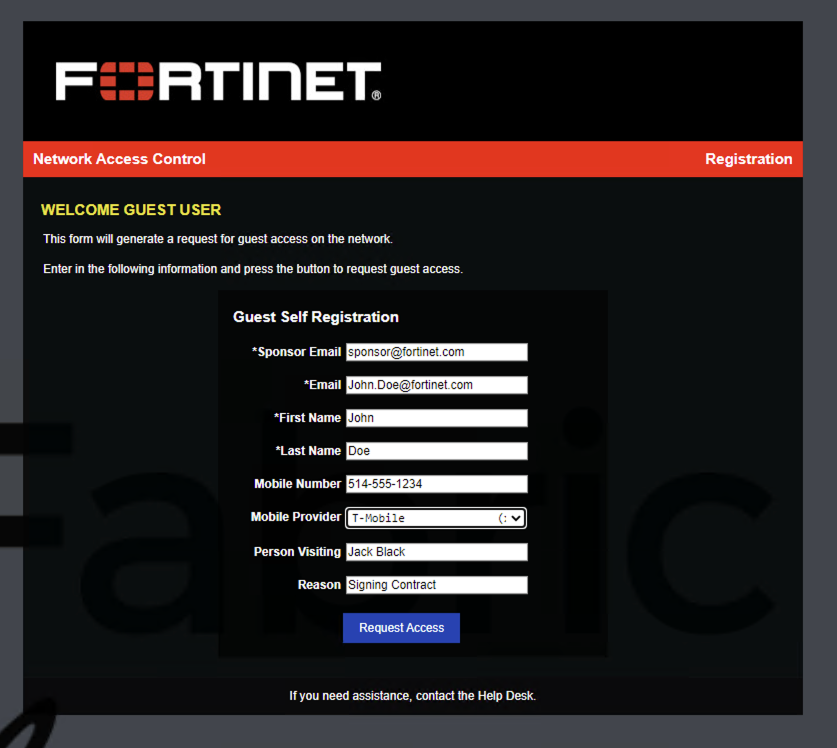 FORTINET®
Network Access Control Registration
WELCOME GUEST USER
This form will generate a request for guest access on the network.
Enter in the following information and press the button to request guest access.
Guest Self Registration
*Sponsor Email sponsor@fortinet.com
*Email John.Doe@fortinet.com
*First Name John
*Last Name Doe
Mobile Number 514-555-1234
Mobile Provider T-Mobile (:
Person Visiting Jack Black
Reason Signing Contract
Request Access
If you need assistance, contact the Help Desk.
Fabric